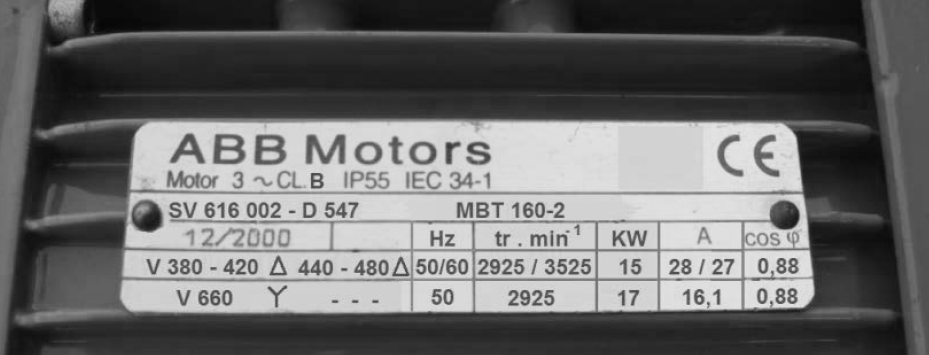 ABB Motors CE
Motor 3 ~ CL. B IP55 IEC 34-1
SV 616 002 - D 547 MBT 160-2
12/2000 Hz tr . min⁻¹ KW A cos φ
V 380 - 420 Δ 440 - 480 Δ 50/60 2925 / 3525 15 28 / 27 0,88
V 660 Y - - - 50 2925 17 16,1 0,88